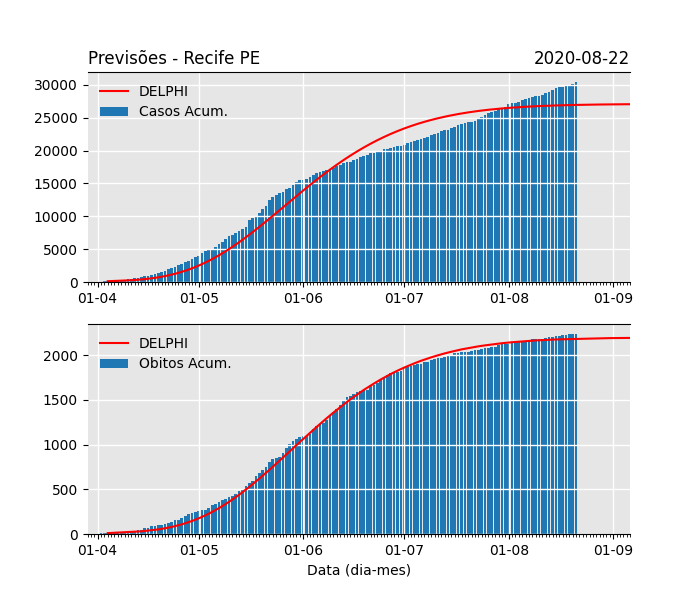 Previsões - Recife PE 2020-08-22
DELPHI
Casos Acum.
30000
25000
20000
15000
10000
5000
0
01-04 01-05 01-06 01-07 01-08 01-09
DELPHI
Obitos Acum.
2000
1500
1000
500
0
01-04 01-05 01-06 01-07 01-08 01-09
Data (dia-mes)